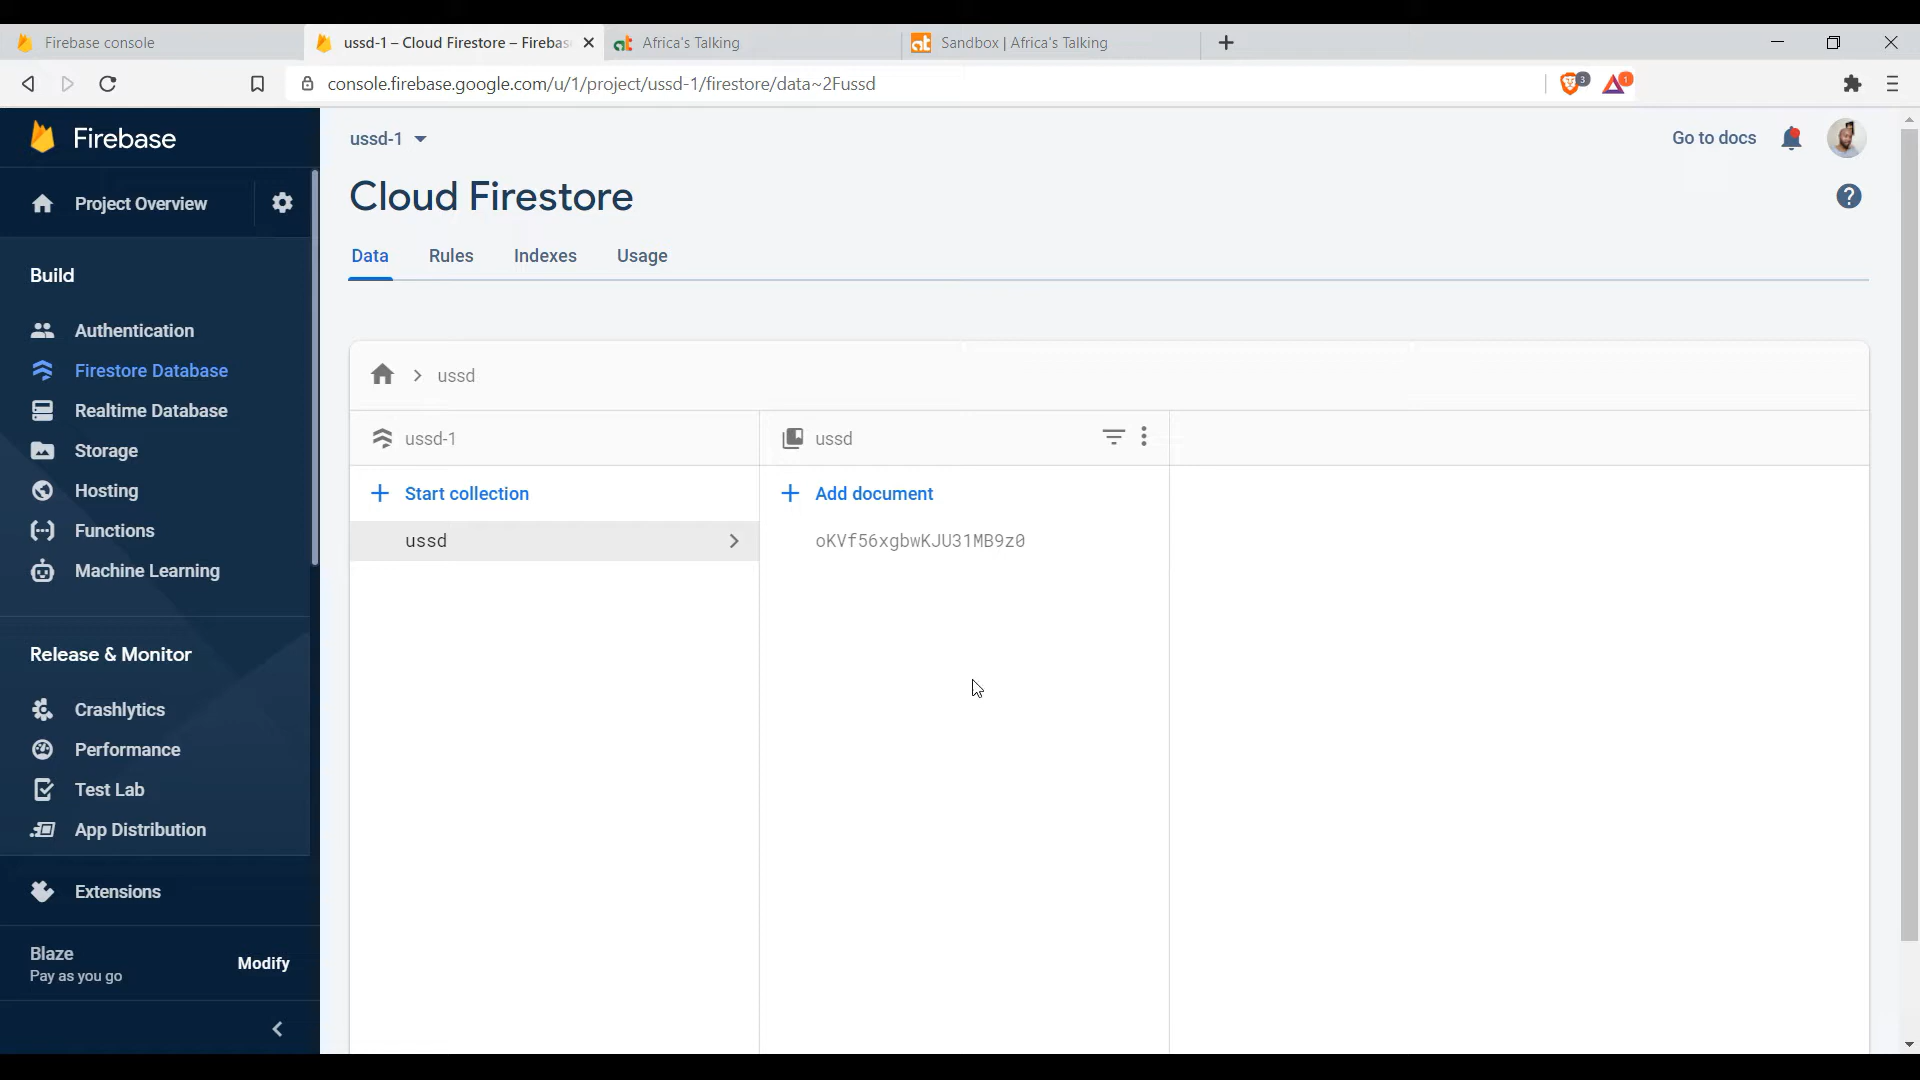 Firebase console
ussd-1 – Cloud Firestore – Firebas
Africa's Talking
Sandbox | Africa's Talking
console.firebase.google.com/u/1/project/ussd-1/firestore/data~2Fussd
3
1
Firebase
ussd-1
Go to docs
Project Overview
Cloud Firestore
?
Data
Rules
Indexes
Usage
Build
Authentication
Firestore Database
Realtime Database
Storage
Hosting
Functions
Machine Learning
Release & Monitor
Crashlytics
Performance
Test Lab
App Distribution
Extensions
Blaze
Pay as you go
Modify
ussd
ussd-1
Start collection
ussd
ussd
Add document
oKVf56xgbwKJU31MB9z0